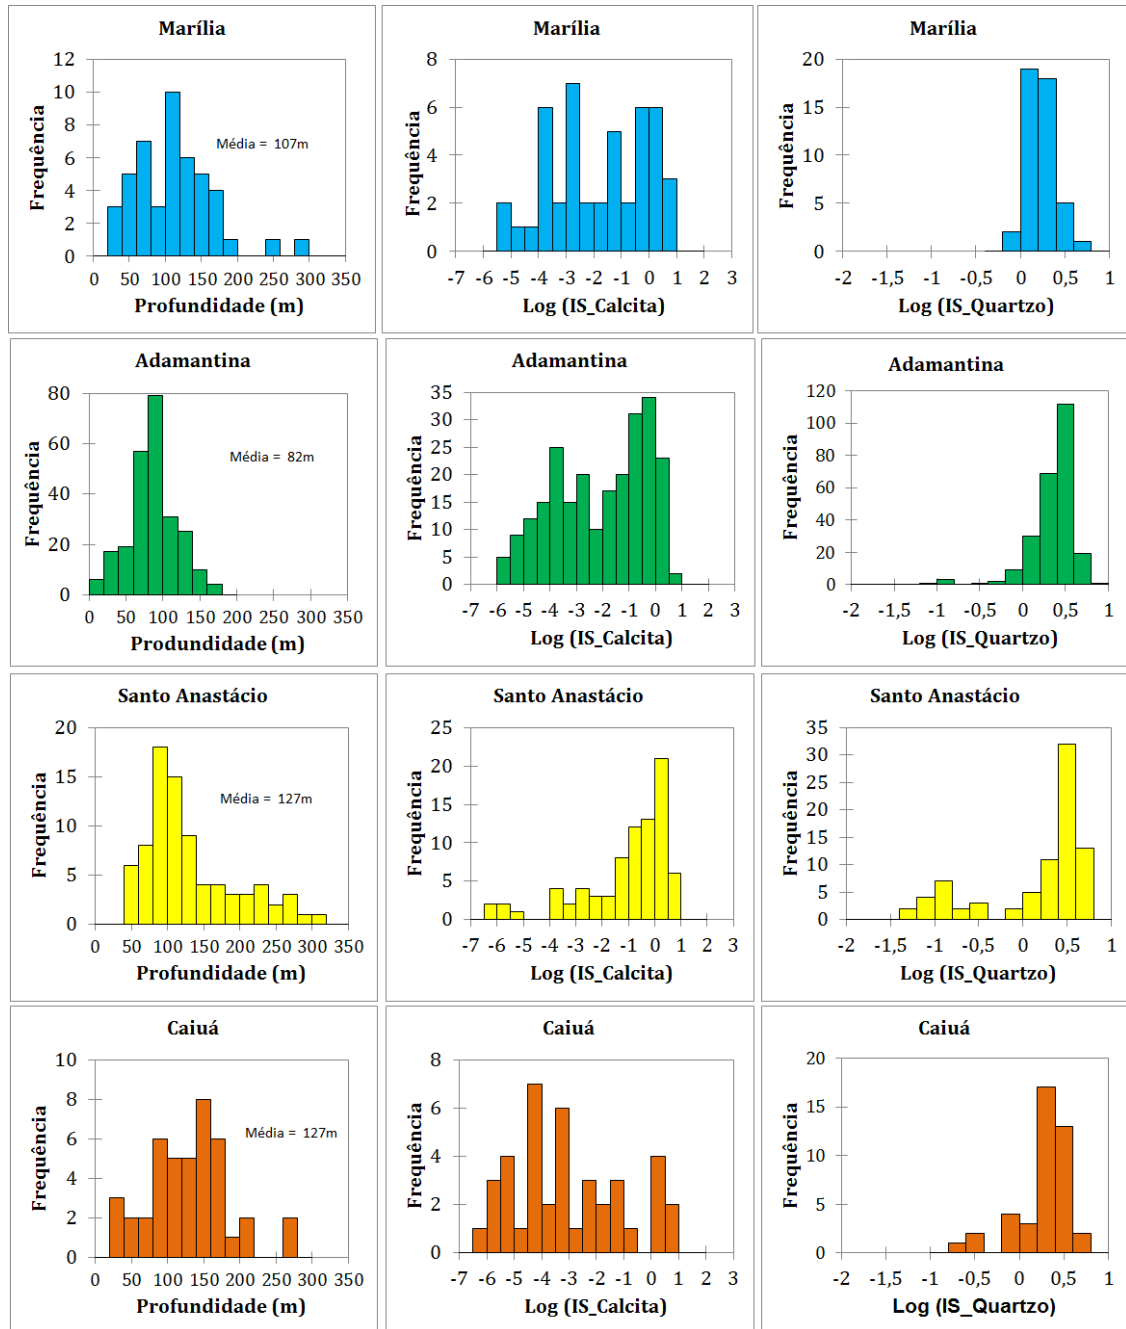 Marília
12
10
8
6
4
2
0
Frequência
Média = 107m
0 50 100 150 200 250 300 350
Profundidade (m)
Marília
8
6
4
2
0
Frequência
-7 -6 -5 -4 -3 -2 -1 0 1 2 3
Log (IS_Calcita)
Marília
20
15
10
5
0
Frequência
-2 -1,5 -1 -0,5 0 0,5 1
Log (IS_Quartzo)
Adamantina
80
60
40
20
0
Frequência
Média = 82m
0 50 100 150 200 250 300 350
Produndidade (m)
Adamantina
35
30
25
20
15
10
5
0
Frequência
-7 -6 -5 -4 -3 -2 -1 0 1 2 3
Log (IS_Calcita)
Adamantina
120
100
80
60
40
20
0
Frequência
-2 -1,5 -1 -0,5 0 0,5 1
Log (IS_Quartzo)
Santo Anastácio
20
15
10
5
0
Frequência
Média = 127m
0 50 100 150 200 250 300 350
Profundidade (m)
Santo Anastácio
25
20
15
10
5
0
Frequência
-7 -6 -5 -4 -3 -2 -1 0 1 2 3
Log (IS_Calcita)
Santo Anastácio
35
30
25
20
15
10
5
0
Frequência
-2 -1,5 -1 -0,5 0 0,5 1
Log (IS_Quartzo)
Caiuá
10
8
6
4
2
0
Frequência
Média = 127m
0 50 100 150 200 250 300 350
Profundidade (m)
Caiuá
8
6
4
2
0
Frequência
-7 -6 -5 -4 -3 -2 -1 0 1 2 3
Log (IS_Calcita)
Caiuá
20
15
10
5
0
Frequência
-2 -1,5 -1 -0,5 0 0,5 1
Log (IS_Quartzo)